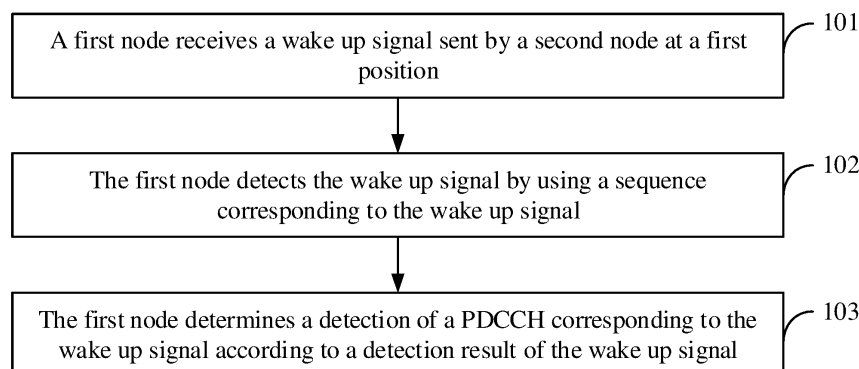 A first node receives a wake up signal sent by a second node at a first
position
101
The first node detects the wake up signal by using a sequence
corresponding to the wake up signal
102
The first node determines a detection of a PDCCH corresponding to the
wake up signal according to a detection result of the wake up signal
103